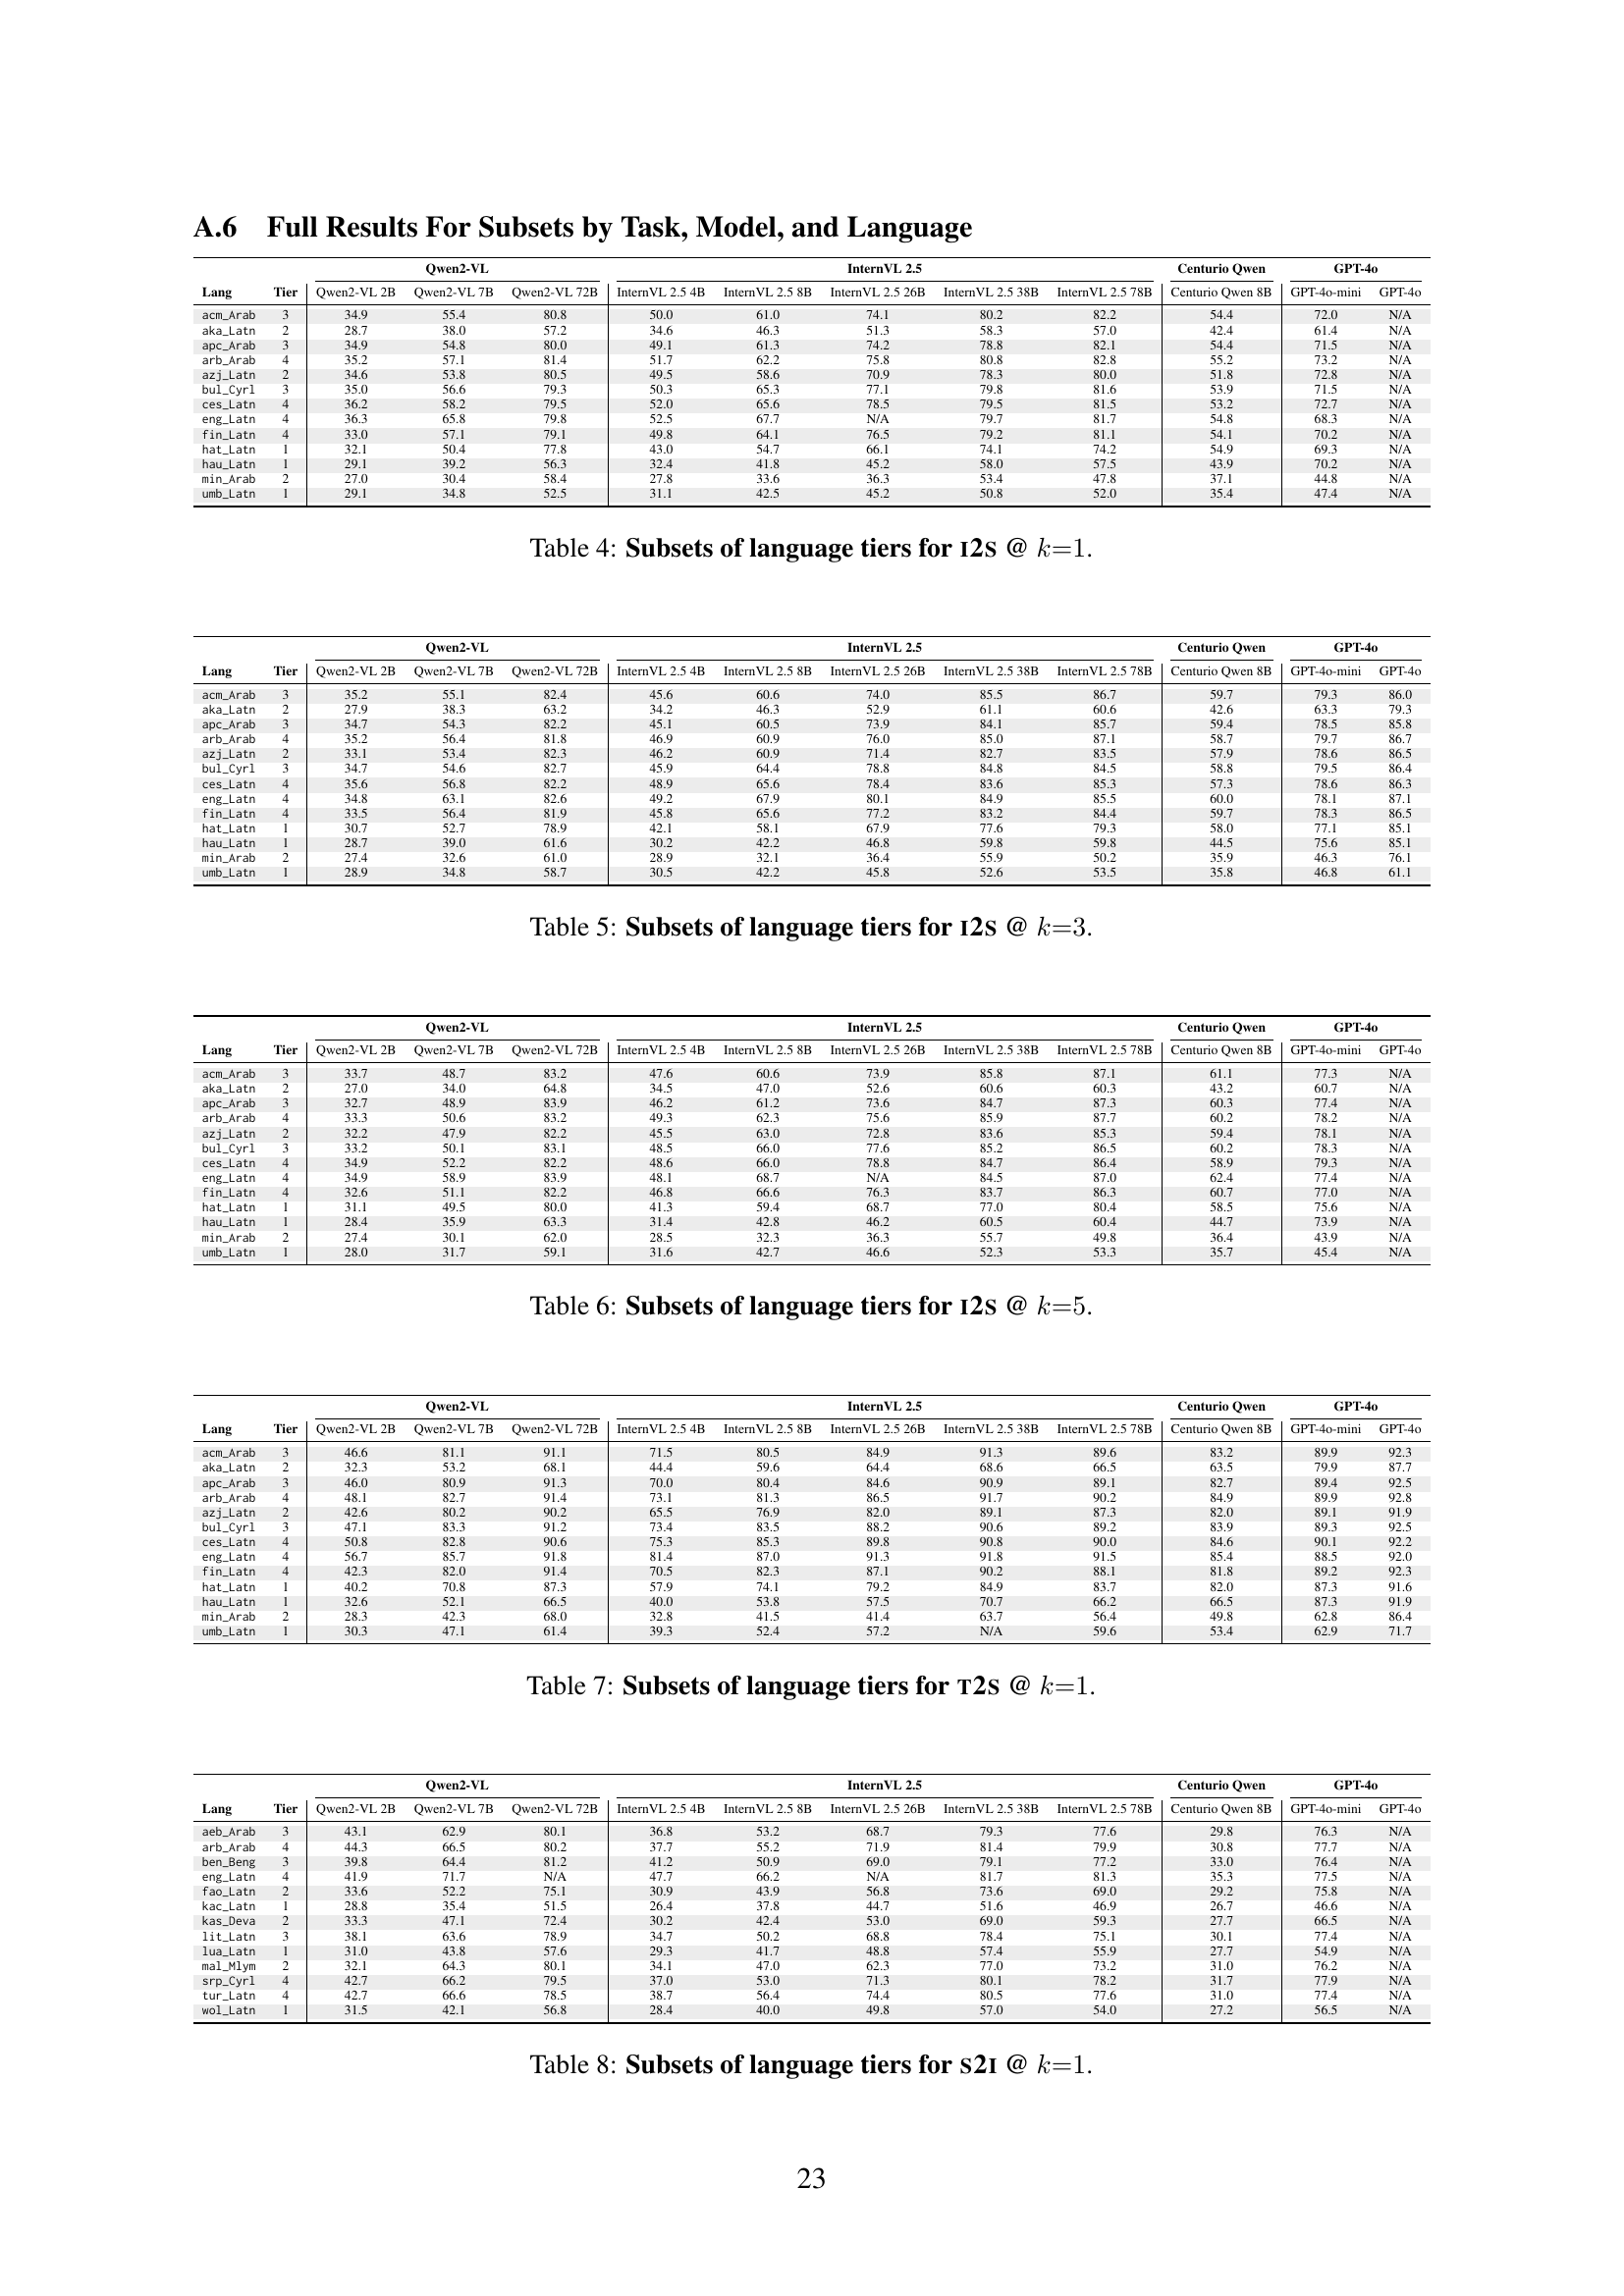 A.6 Full Results For Subsets by Task, Model, and Language
Qwen2-VL InternVL 2.5 Centurio Qwen GPT-4o
Lang Tier Qwen2-VL 2B Qwen2-VL 7B Qwen2-VL 72B InternVL 2.5 4B InternVL 2.5 8B InternVL 2.5 26B InternVL 2.5 38B InternVL 2.5 78B Centurio Qwen 8B GPT-4o-mini GPT-4o
acm_Arab 3 34.9 55.4 80.8 50.0 61.0 74.1 80.2 82.2 54.4 72.0 N/A
aka_Latn 2 28.7 38.0 57.2 34.6 46.3 51.3 58.3 57.0 42.4 61.4 N/A
apc_Arab 3 34.9 54.8 80.0 49.1 61.3 74.2 78.8 82.1 54.4 71.5 N/A
arb_Arab 4 35.2 57.1 81.4 51.7 62.2 75.8 80.8 82.8 55.2 73.2 N/A
azj_Latn 2 34.6 53.8 80.5 49.5 58.6 70.9 78.3 80.0 51.8 72.8 N/A
bul_Cyrl 3 35.0 56.6 79.3 50.3 65.3 77.1 79.8 81.6 53.9 71.5 N/A
ces_Latn 4 36.2 58.2 79.5 52.0 65.6 78.5 79.5 81.5 53.2 72.7 N/A
eng_Latn 4 36.3 65.8 79.8 52.5 67.7 N/A 79.7 81.7 54.8 68.3 N/A
fin_Latn 4 33.0 57.1 79.1 49.8 64.1 76.5 79.2 81.1 54.1 70.2 N/A
hat_Latn 1 32.1 50.4 77.8 43.0 54.7 66.1 74.1 74.2 54.9 69.3 N/A
hau_Latn 1 29.1 39.2 56.3 32.4 41.8 45.2 58.0 57.5 43.9 70.2 N/A
min_Arab 2 27.0 30.4 58.4 27.8 33.6 36.3 53.4 47.8 37.1 44.8 N/A
umb_Latn 1 29.1 34.8 52.5 31.1 42.5 45.2 50.8 52.0 35.4 47.4 N/A
Table 4: Subsets of language tiers for I2S @ k=1.
Qwen2-VL InternVL 2.5 Centurio Qwen GPT-4o
Lang Tier Qwen2-VL 2B Qwen2-VL 7B Qwen2-VL 72B InternVL 2.5 4B InternVL 2.5 8B InternVL 2.5 26B InternVL 2.5 38B InternVL 2.5 78B Centurio Qwen 8B GPT-4o-mini GPT-4o
acm_Arab 3 35.2 55.1 82.4 45.6 60.6 74.0 85.5 86.7 59.7 79.3 86.0
aka_Latn 2 27.9 38.3 63.2 34.2 46.3 52.9 61.1 60.6 42.6 63.3 79.3
apc_Arab 3 34.7 54.3 82.2 45.1 60.5 73.9 84.1 85.7 59.4 78.5 85.8
arb_Arab 4 35.2 56.4 81.8 46.9 60.9 76.0 85.0 87.1 58.7 79.7 86.7
azj_Latn 2 33.1 53.4 82.3 46.2 60.9 71.4 82.7 83.5 57.9 78.6 86.5
bul_Cyrl 3 34.7 54.6 82.7 45.9 64.4 78.8 84.8 84.5 58.8 79.5 86.4
ces_Latn 4 35.6 56.8 82.2 48.9 65.6 78.4 83.6 85.3 57.3 78.6 86.3
eng_Latn 4 34.8 63.1 82.6 49.2 67.9 80.1 84.9 85.5 60.0 78.1 87.1
fin_Latn 4 33.5 56.4 81.9 45.8 65.6 77.2 83.2 84.4 59.7 78.3 86.5
hat_Latn 1 30.7 52.7 78.9 42.1 58.1 67.9 77.6 79.3 58.0 77.1 85.1
hau_Latn 1 28.7 39.0 61.6 30.2 42.2 46.8 59.8 59.8 44.5 75.6 85.1
min_Arab 2 27.4 32.6 61.0 28.9 32.1 36.4 55.9 50.2 35.9 46.3 76.1
umb_Latn 1 28.9 34.8 58.7 30.5 42.2 45.8 52.6 53.5 35.8 46.8 61.1
Table 5: Subsets of language tiers for I2S @ k=3.
Qwen2-VL InternVL 2.5 Centurio Qwen GPT-4o
Lang Tier Qwen2-VL 2B Qwen2-VL 7B Qwen2-VL 72B InternVL 2.5 4B InternVL 2.5 8B InternVL 2.5 26B InternVL 2.5 38B InternVL 2.5 78B Centurio Qwen 8B GPT-4o-mini GPT-4o
acm_Arab 3 33.7 48.7 83.2 47.6 60.6 73.9 85.8 87.1 61.1 77.3 N/A
aka_Latn 2 27.0 34.0 64.8 34.5 47.0 52.6 60.6 60.3 43.2 60.7 N/A
apc_Arab 3 32.7 48.9 83.9 46.2 61.2 73.6 84.7 87.3 60.3 77.4 N/A
arb_Arab 4 33.3 50.6 83.2 49.3 62.3 75.6 85.9 87.7 60.2 78.2 N/A
azj_Latn 2 32.2 47.9 82.2 45.5 63.0 72.8 83.6 85.3 59.4 78.1 N/A
bul_Cyrl 3 33.2 50.1 83.1 48.5 66.0 77.6 85.2 86.5 60.2 78.3 N/A
ces_Latn 4 34.9 52.2 82.2 48.6 66.0 78.8 84.7 86.4 58.9 79.3 N/A
eng_Latn 4 34.9 58.9 83.9 48.1 68.7 N/A 84.5 87.0 62.4 77.4 N/A
fin_Latn 4 32.6 51.1 82.2 46.8 66.6 76.3 83.7 86.3 60.7 77.0 N/A
hat_Latn 1 31.1 49.5 80.0 41.3 59.4 68.7 77.0 80.4 58.5 75.6 N/A
hau_Latn 1 28.4 35.9 63.3 31.4 42.8 46.2 60.5 60.4 44.7 73.9 N/A
min_Arab 2 27.4 30.1 62.0 28.5 32.3 36.3 55.7 49.8 36.4 43.9 N/A
umb_Latn 1 28.0 31.7 59.1 31.6 42.7 46.6 52.3 53.3 35.7 45.4 N/A
Table 6: Subsets of language tiers for I2S @ k=5.
Qwen2-VL InternVL 2.5 Centurio Qwen GPT-4o
Lang Tier Qwen2-VL 2B Qwen2-VL 7B Qwen2-VL 72B InternVL 2.5 4B InternVL 2.5 8B InternVL 2.5 26B InternVL 2.5 38B InternVL 2.5 78B Centurio Qwen 8B GPT-4o-mini GPT-4o
acm_Arab 3 46.6 81.1 91.1 71.5 80.5 84.9 91.3 89.6 83.2 89.9 92.3
aka_Latn 2 32.3 53.2 68.1 44.4 59.6 64.4 68.6 66.5 63.5 79.9 87.7
apc_Arab 3 46.0 80.9 91.3 70.0 80.4 84.6 90.9 89.1 82.7 89.4 92.5
arb_Arab 4 48.1 82.7 91.4 73.1 81.3 86.5 91.7 90.2 84.9 89.9 92.8
azj_Latn 2 42.6 80.2 90.2 65.5 76.9 82.0 89.1 87.3 82.0 89.1 91.9
bul_Cyrl 3 47.1 83.3 91.2 73.4 83.5 88.2 90.6 89.2 83.9 89.3 92.5
ces_Latn 4 50.8 82.8 90.6 75.3 85.3 89.8 90.8 90.0 84.6 90.1 92.2
eng_Latn 4 56.7 85.7 91.8 81.4 87.0 91.3 91.8 91.5 85.4 88.5 92.0
fin_Latn 4 42.3 82.0 91.4 70.5 82.3 87.1 90.2 88.1 81.8 89.2 92.3
hat_Latn 1 40.2 70.8 87.3 57.9 74.1 79.2 84.9 83.7 82.0 87.3 91.6
hau_Latn 1 32.6 52.1 66.5 40.0 53.8 57.5 70.7 66.2 66.5 87.3 91.9
min_Arab 2 28.3 42.3 68.0 32.8 41.5 41.4 63.7 56.4 49.8 62.8 86.4
umb_Latn 1 30.3 47.1 61.4 39.3 52.4 57.2 N/A 59.6 53.4 62.9 71.7
Table 7: Subsets of language tiers for T2S @ k=1.
Qwen2-VL InternVL 2.5 Centurio Qwen GPT-4o
Lang Tier Qwen2-VL 2B Qwen2-VL 7B Qwen2-VL 72B InternVL 2.5 4B InternVL 2.5 8B InternVL 2.5 26B InternVL 2.5 38B InternVL 2.5 78B Centurio Qwen 8B GPT-4o-mini GPT-4o
aeb_Arab 3 43.1 62.9 80.1 36.8 53.2 68.7 79.3 77.6 29.8 76.3 N/A
arb_Arab 4 44.3 66.5 80.2 37.7 55.2 71.9 81.4 79.9 30.8 77.7 N/A
ben_Beng 3 39.8 64.4 81.2 41.2 50.9 69.0 79.1 77.2 33.0 76.4 N/A
eng_Latn 4 41.9 71.7 N/A 47.7 66.2 N/A 81.7 81.3 35.3 77.5 N/A
fao_Latn 2 33.6 52.2 75.1 30.9 43.9 56.8 73.6 69.0 29.2 75.8 N/A
kac_Latn 1 28.8 35.4 51.5 26.4 37.8 44.7 51.6 46.9 26.7 46.6 N/A
kas_Deva 2 33.3 47.1 72.4 30.2 42.4 53.0 69.0 59.3 27.7 66.5 N/A
lit_Latn 3 38.1 63.6 78.9 34.7 50.2 68.8 78.4 75.1 30.1 77.4 N/A
lua_Latn 1 31.0 43.8 57.6 29.3 41.7 48.8 57.4 55.9 27.7 54.9 N/A
mal_Mlym 2 32.1 64.3 80.1 34.1 47.0 62.3 77.0 73.2 31.0 76.2 N/A
srp_Cyrl 4 42.7 66.2 79.5 37.0 53.0 71.3 80.1 78.2 31.7 77.9 N/A
tur_Latn 4 42.7 66.6 78.5 38.7 56.4 74.4 80.5 77.6 31.0 77.4 N/A
wol_Latn 1 31.5 42.1 56.8 28.4 40.0 49.8 57.0 54.0 27.2 56.5 N/A
Table 8: Subsets of language tiers for S2I @ k=1.
23